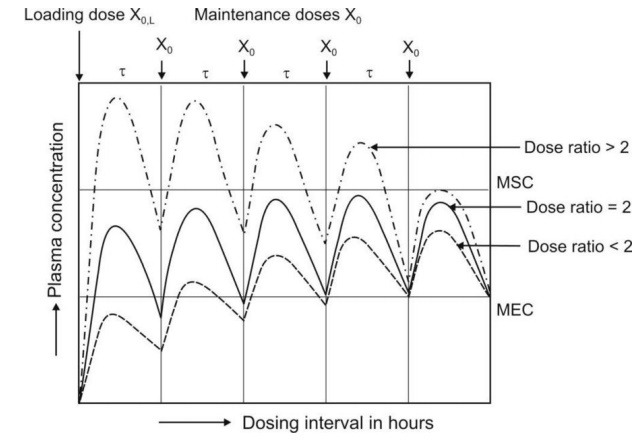 Loading dose X0,L Maintenance doses X0
X0 X0 X0 X0
τ τ τ τ
Plasma concentration
Dose ratio > 2
MSC
Dose ratio = 2
Dose ratio < 2
MEC
Dosing interval in hours